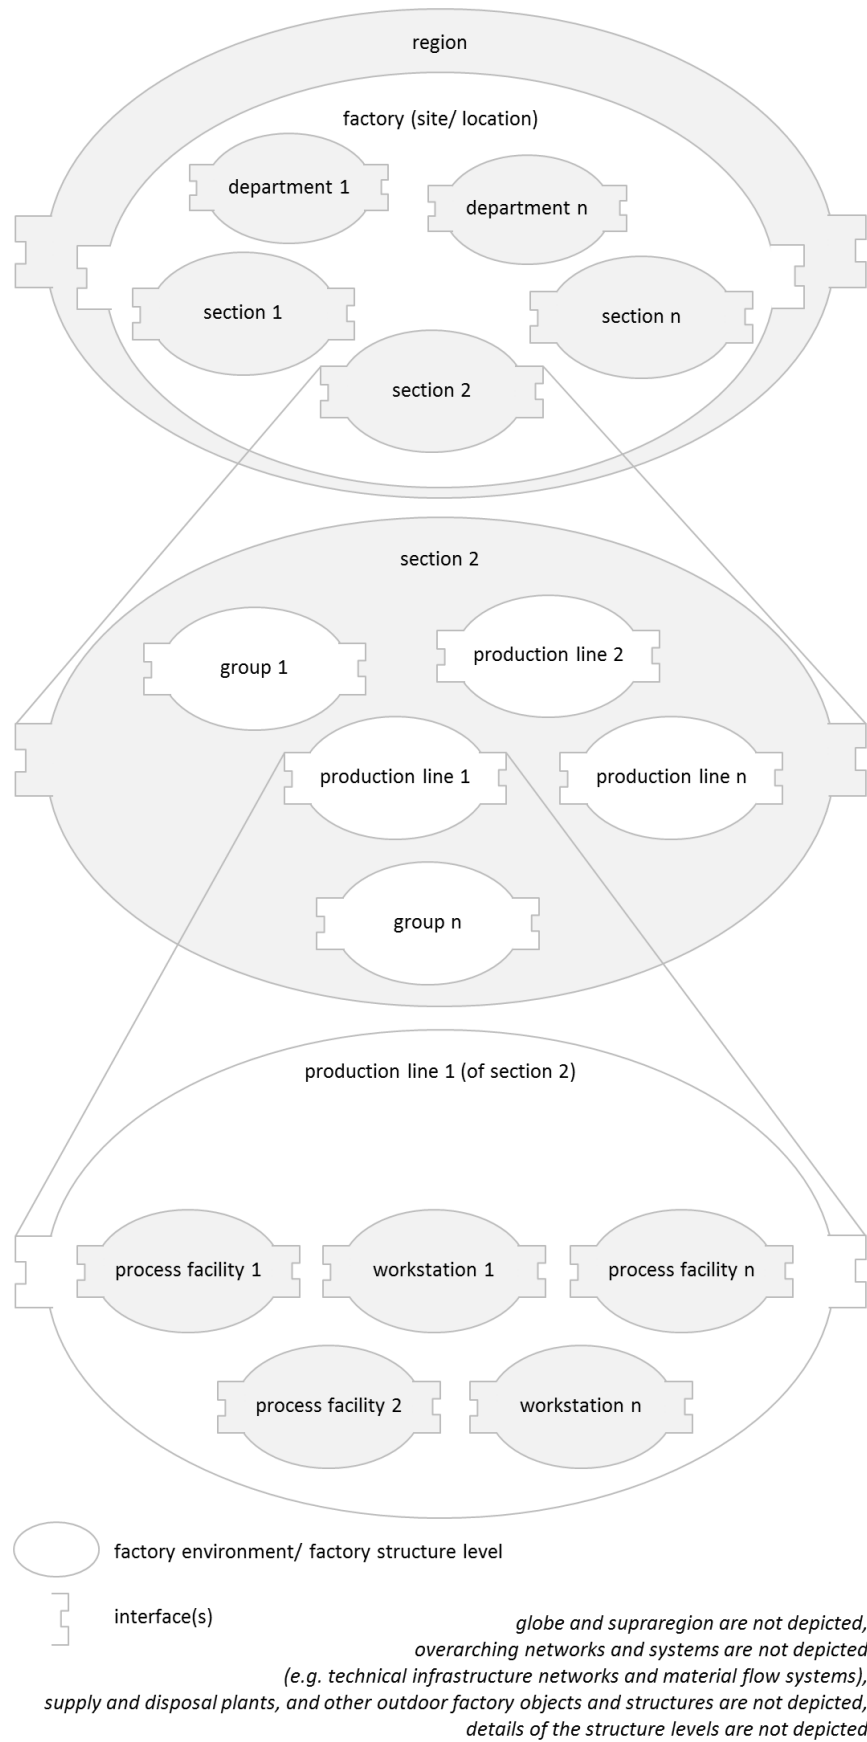 region
factory (site/ location)
department 1
department n
section 1
section n
section 2
section 2
production line 2
group 1
production line 1
production line n
group n
production line 1 (of section 2)
process facility 1
workstation 1
process facility n
process facility 2
workstation n
factory environment/ factory structure level
interface(s)
globe and supraregion are not depicted,
overarching networks and systems are not depicted
(e.g. technical infrastructure networks and material flow systems),
supply and disposal plants, and other outdoor factory objects and structures are not depicted,
details of the structure levels are not depicted